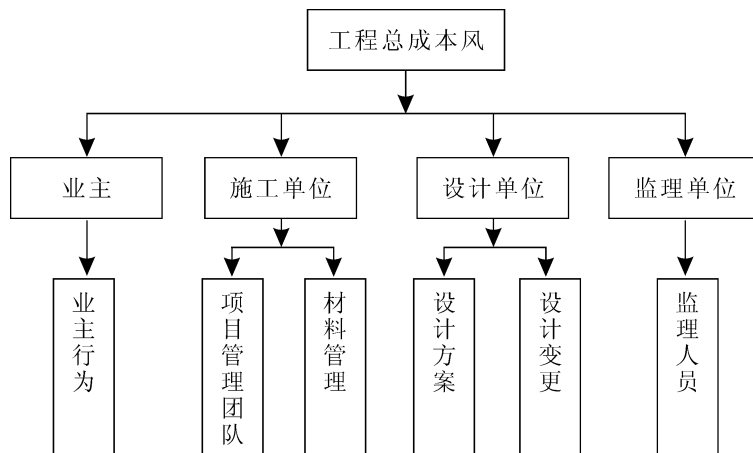 工程总成本风
业主
施工单位
设计单位
监理单位
业主行为
项目管理团队
材料管理
设计方案
设计变更
监理人员